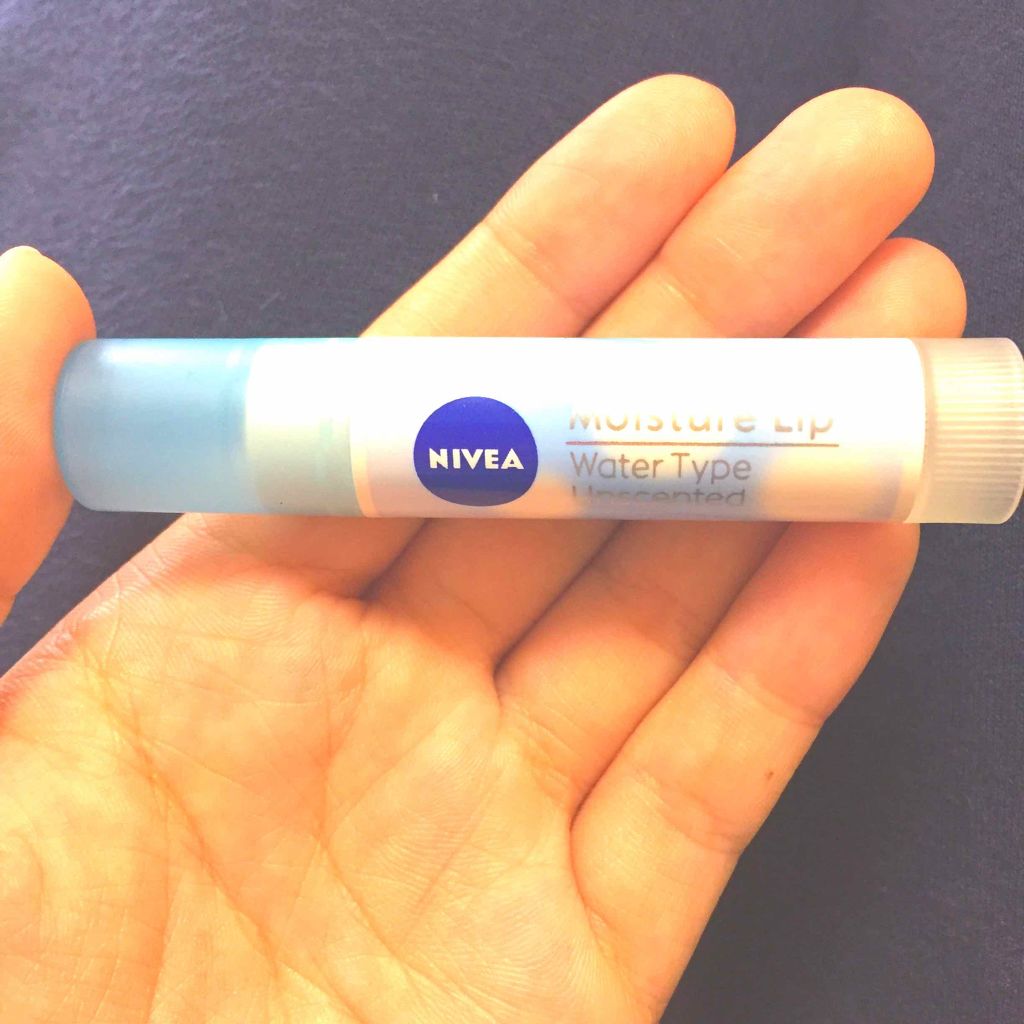 NIVEA
Moisture Lip
Water Type
Unscented